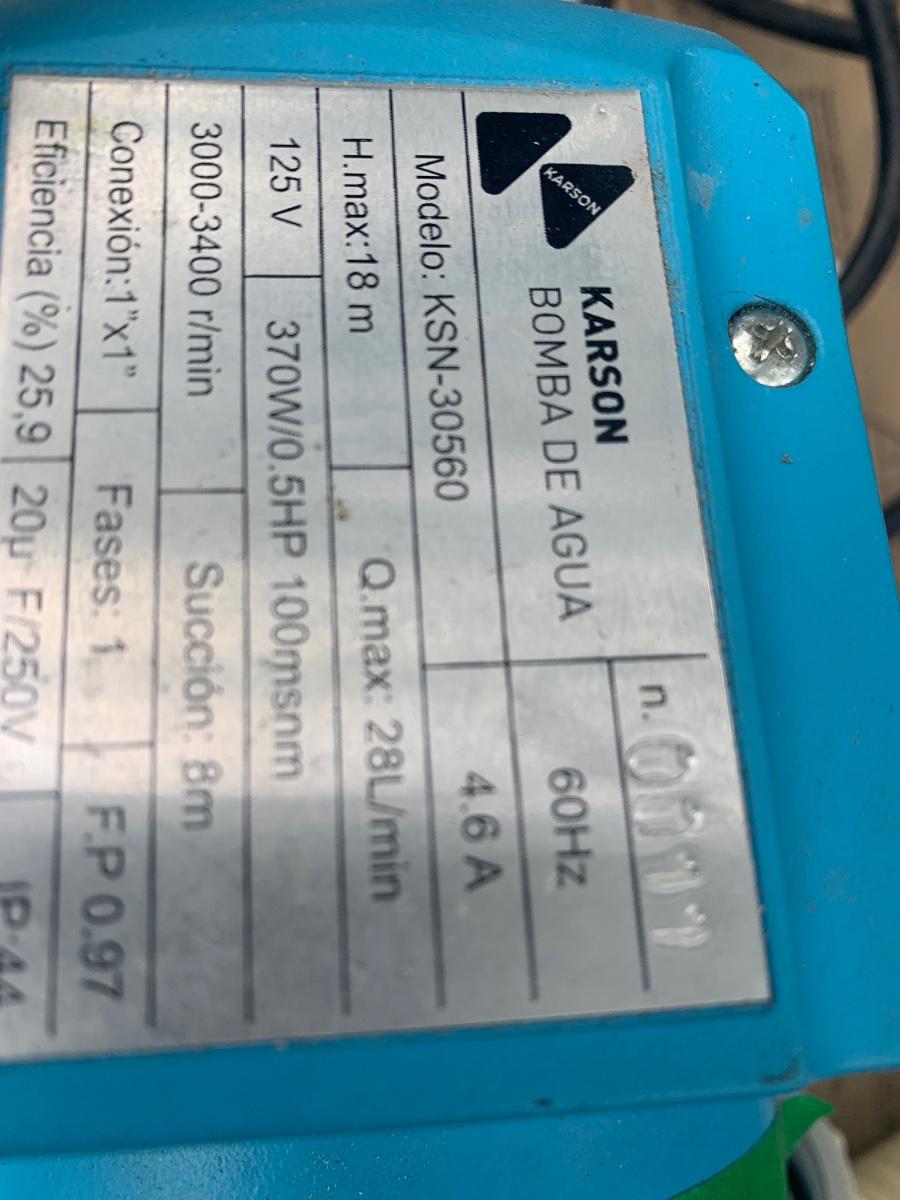 KARSON
KARSON
BOMBA DE AGUA
n.
60Hz
Modelo: KSN-30560
4.6 A
H.max:18 m
Q.max: 28L/min
125 V
370W/0.5HP 100msnm
3000-3400 r/min
Succión: 8m
Conexión:1"x1"
Fases: 1
F.P 0.97
Eficiencia (%) 25,9
20µ F/250V
IP 44